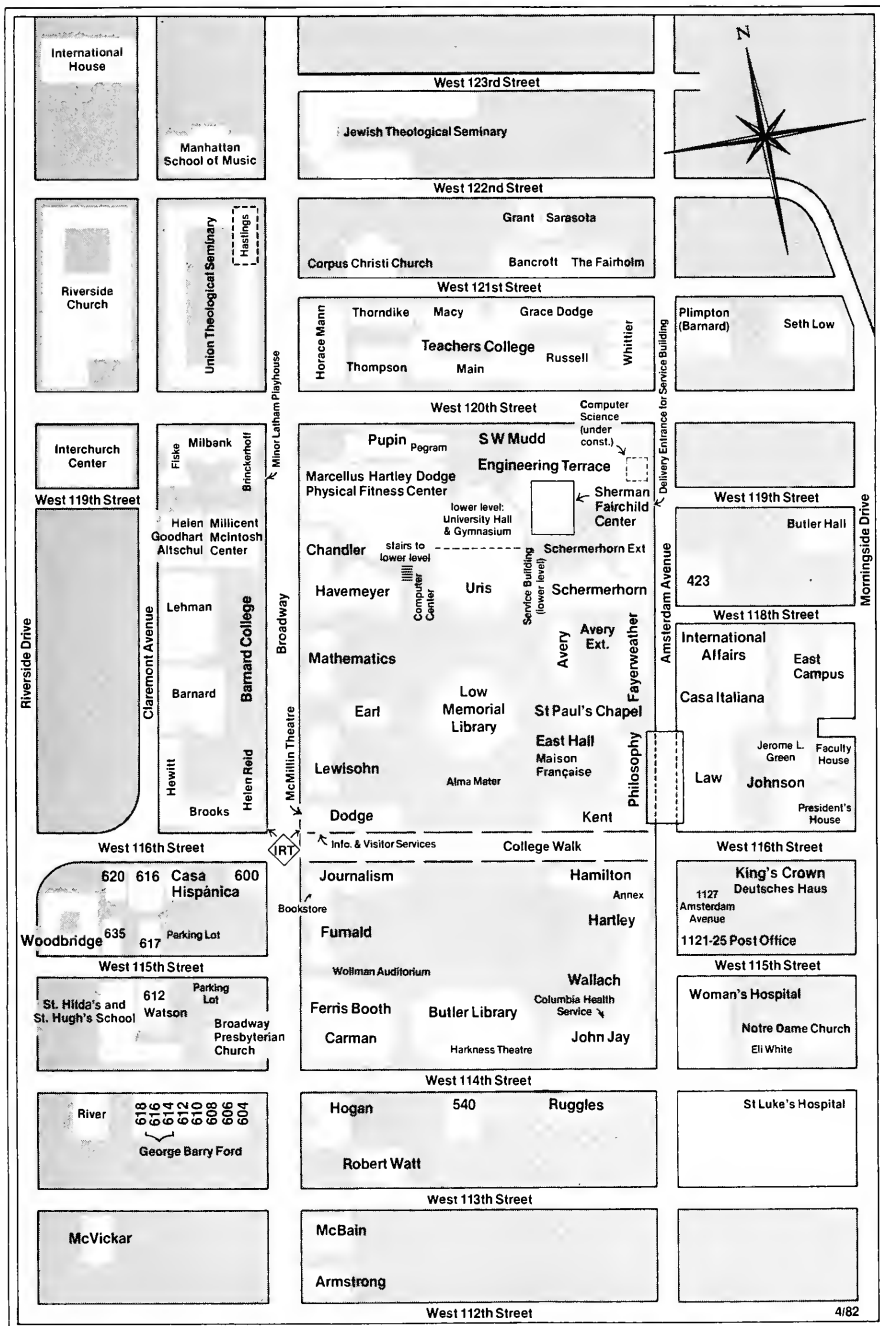 N
International
House
West 123rd Street
Manhattan
School of Music
Jewish Theological Seminary
West 122nd Street
Union Theological Seminary
Hastings
Riverside
Church
Grant
Sarasota
Corpus Christi Church
Bancroft
The Fairholm
West 121st Street
Horace Mann
Thorndike
Macy
Grace Dodge
Teachers College
Thompson
Main
Russell
Whittier
Delivery Entrance for Service Building
Plimpton
(Barnard)
Seth Low
Minor Latham Playhouse
West 120th Street
Computer
Science
(under
const.)
Interchurch
Center
Fiske
Milbank
Brinckerhoff
Pupin
Pegram
S W Mudd
Engineering Terrace
Marcellus Hartley Dodge
Physical Fitness Center
Sherman
Fairchild
Center
West 119th Street
West 119th Street
lower level:
University Hall
& Gymnasium
Helen
Goodhart
Altschul
Millicent
McIntosh
Center
Butler Hall
Chandler
stairs to
lower level
Schermerhorn Ext
Havemeyer
Computer
Center
Uris
Service Building
(lower level)
Schermerhorn
423
Lehman
West 118th Street
Riverside Drive
Claremont Avenue
Barnard College
Broadway
Amsterdam Avenue
Morningside Drive
Mathematics
Avery
Avery
Ext.
Fayerweather
International
Affairs
East
Campus
Barnard
Earl
Low
Memorial
Library
St Paul's Chapel
Casa Italiana
Hewitt
Helen Reid
McMillin Theatre
Lewisohn
Alma Mater
East Hall
Maison
Française
Philosophy
Law
Jerome L.
Green
Johnson
Faculty
House
President's
House
Brooks
Dodge
Kent
West 116th Street
IRT
Info. & Visitor Services
College Walk
West 116th Street
620
616
Casa
Hispánica
600
Journalism
Hamilton
Annex
King's Crown
Deutsches Haus
1127
Amsterdam
Avenue
Bookstore
Woodbridge
635
617
Parking Lot
Furnald
Hartley
1121-25 Post Office
West 115th Street
West 115th Street
Wollman Auditorium
Wallach
St. Hilda's and
St. Hugh's School
612
Watson
Parking
Lot
Broadway
Presbyterian
Church
Ferris Booth
Butler Library
Columbia Health
Service
Woman's Hospital
Notre Dame Church
Eli White
Carman
Harkness Theatre
John Jay
West 114th Street
River
618
616
614
612
610
608
606
604
George Barry Ford
Hogan
540
Ruggles
St Luke's Hospital
Robert Watt
West 113th Street
McVickar
McBain
Armstrong
West 112th Street
4/82